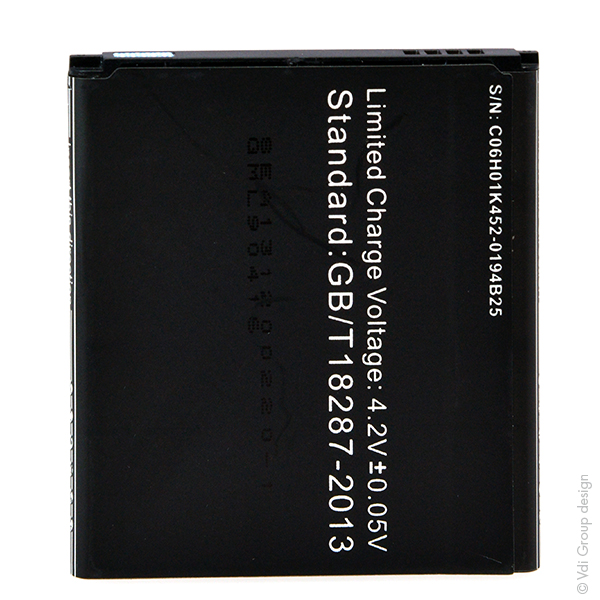 S/N: C06H01K452-0194B25
Limited Charge Voltage: 4.2V±0.05V
Standard:GB/T18287-2013
© Vdi Group design